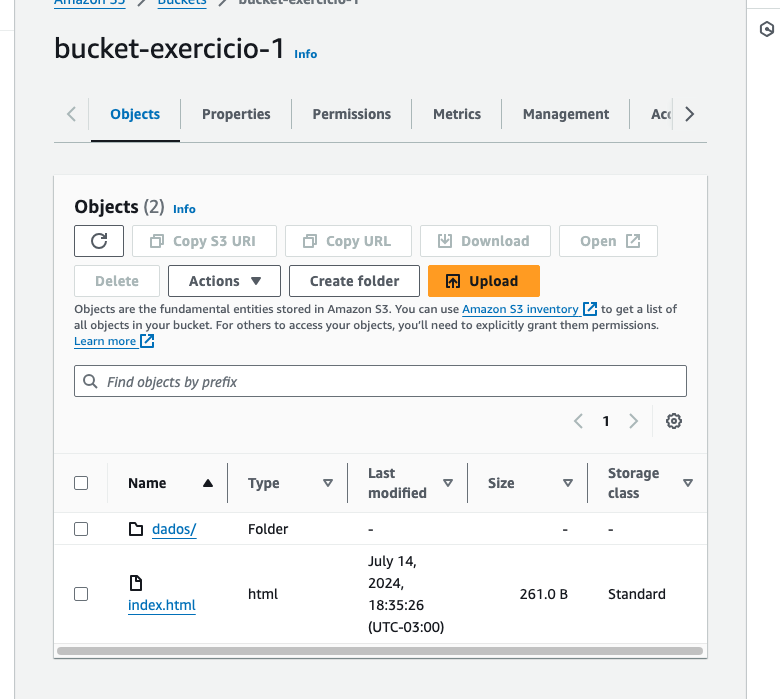 Amazon S3 Buckets bucket-exercicio-1
bucket-exercicio-1 Info
Objects Properties Permissions Metrics Management
Objects (2) Info
Copy S3 URI Copy URL Download Open
Delete Actions Create folder Upload
Objects are the fundamental entities stored in Amazon S3. You can use Amazon S3 inventory to get a list of
all objects in your bucket. For others to access your objects, you'll need to explicitly grant them permissions.
Learn more
Find objects by prefix
1
Name Type Last modified Size Storage class
dados/ Folder - - -
index.html html July 14, 2024, 18:35:26 (UTC-03:00) 261.0 B Standard